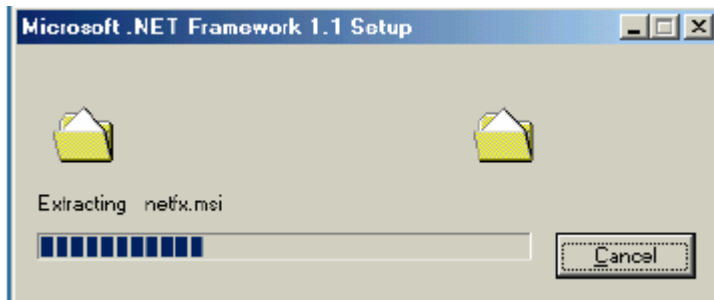 Microsoft .NET Framework 1.1 Setup
Extracting netfx.msi
Cancel